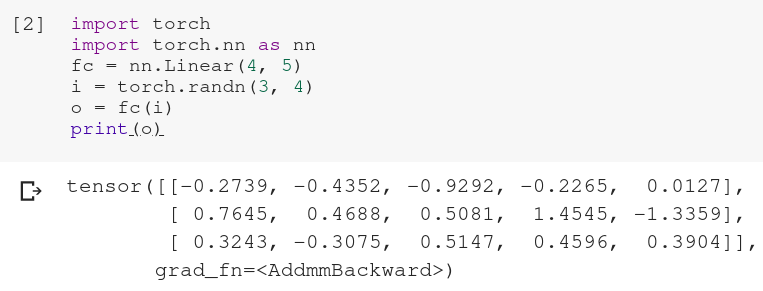 [2] import torch
import torch.nn as nn
fc = nn.Linear(4, 5)
i = torch.randn(3, 4)
o = fc(i)
print(o)
tensor([[-0.2739, -0.4352, -0.9292, -0.2265,  0.0127],
        [ 0.7645,  0.4688,  0.5081,  1.4545, -1.3359],
        [ 0.3243, -0.3075,  0.5147,  0.4596,  0.3904]],
       grad_fn=<AddmmBackward>)